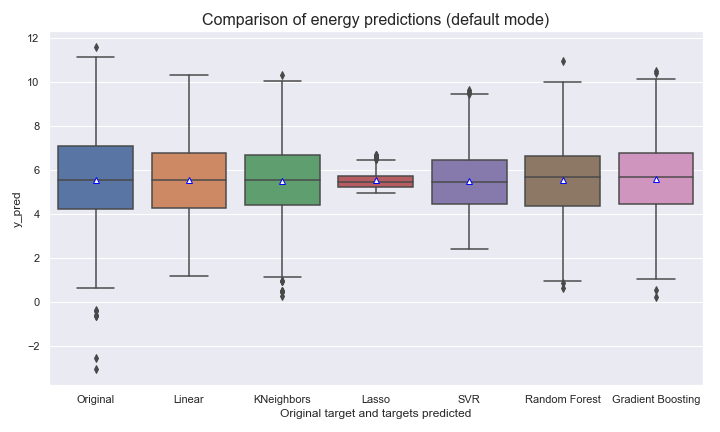 Comparison of energy predictions (default mode)
12
10
8
6
4
2
0
−2
y_pred
Original Linear KNeighbors Lasso SVR Random Forest Gradient Boosting
Original target and targets predicted